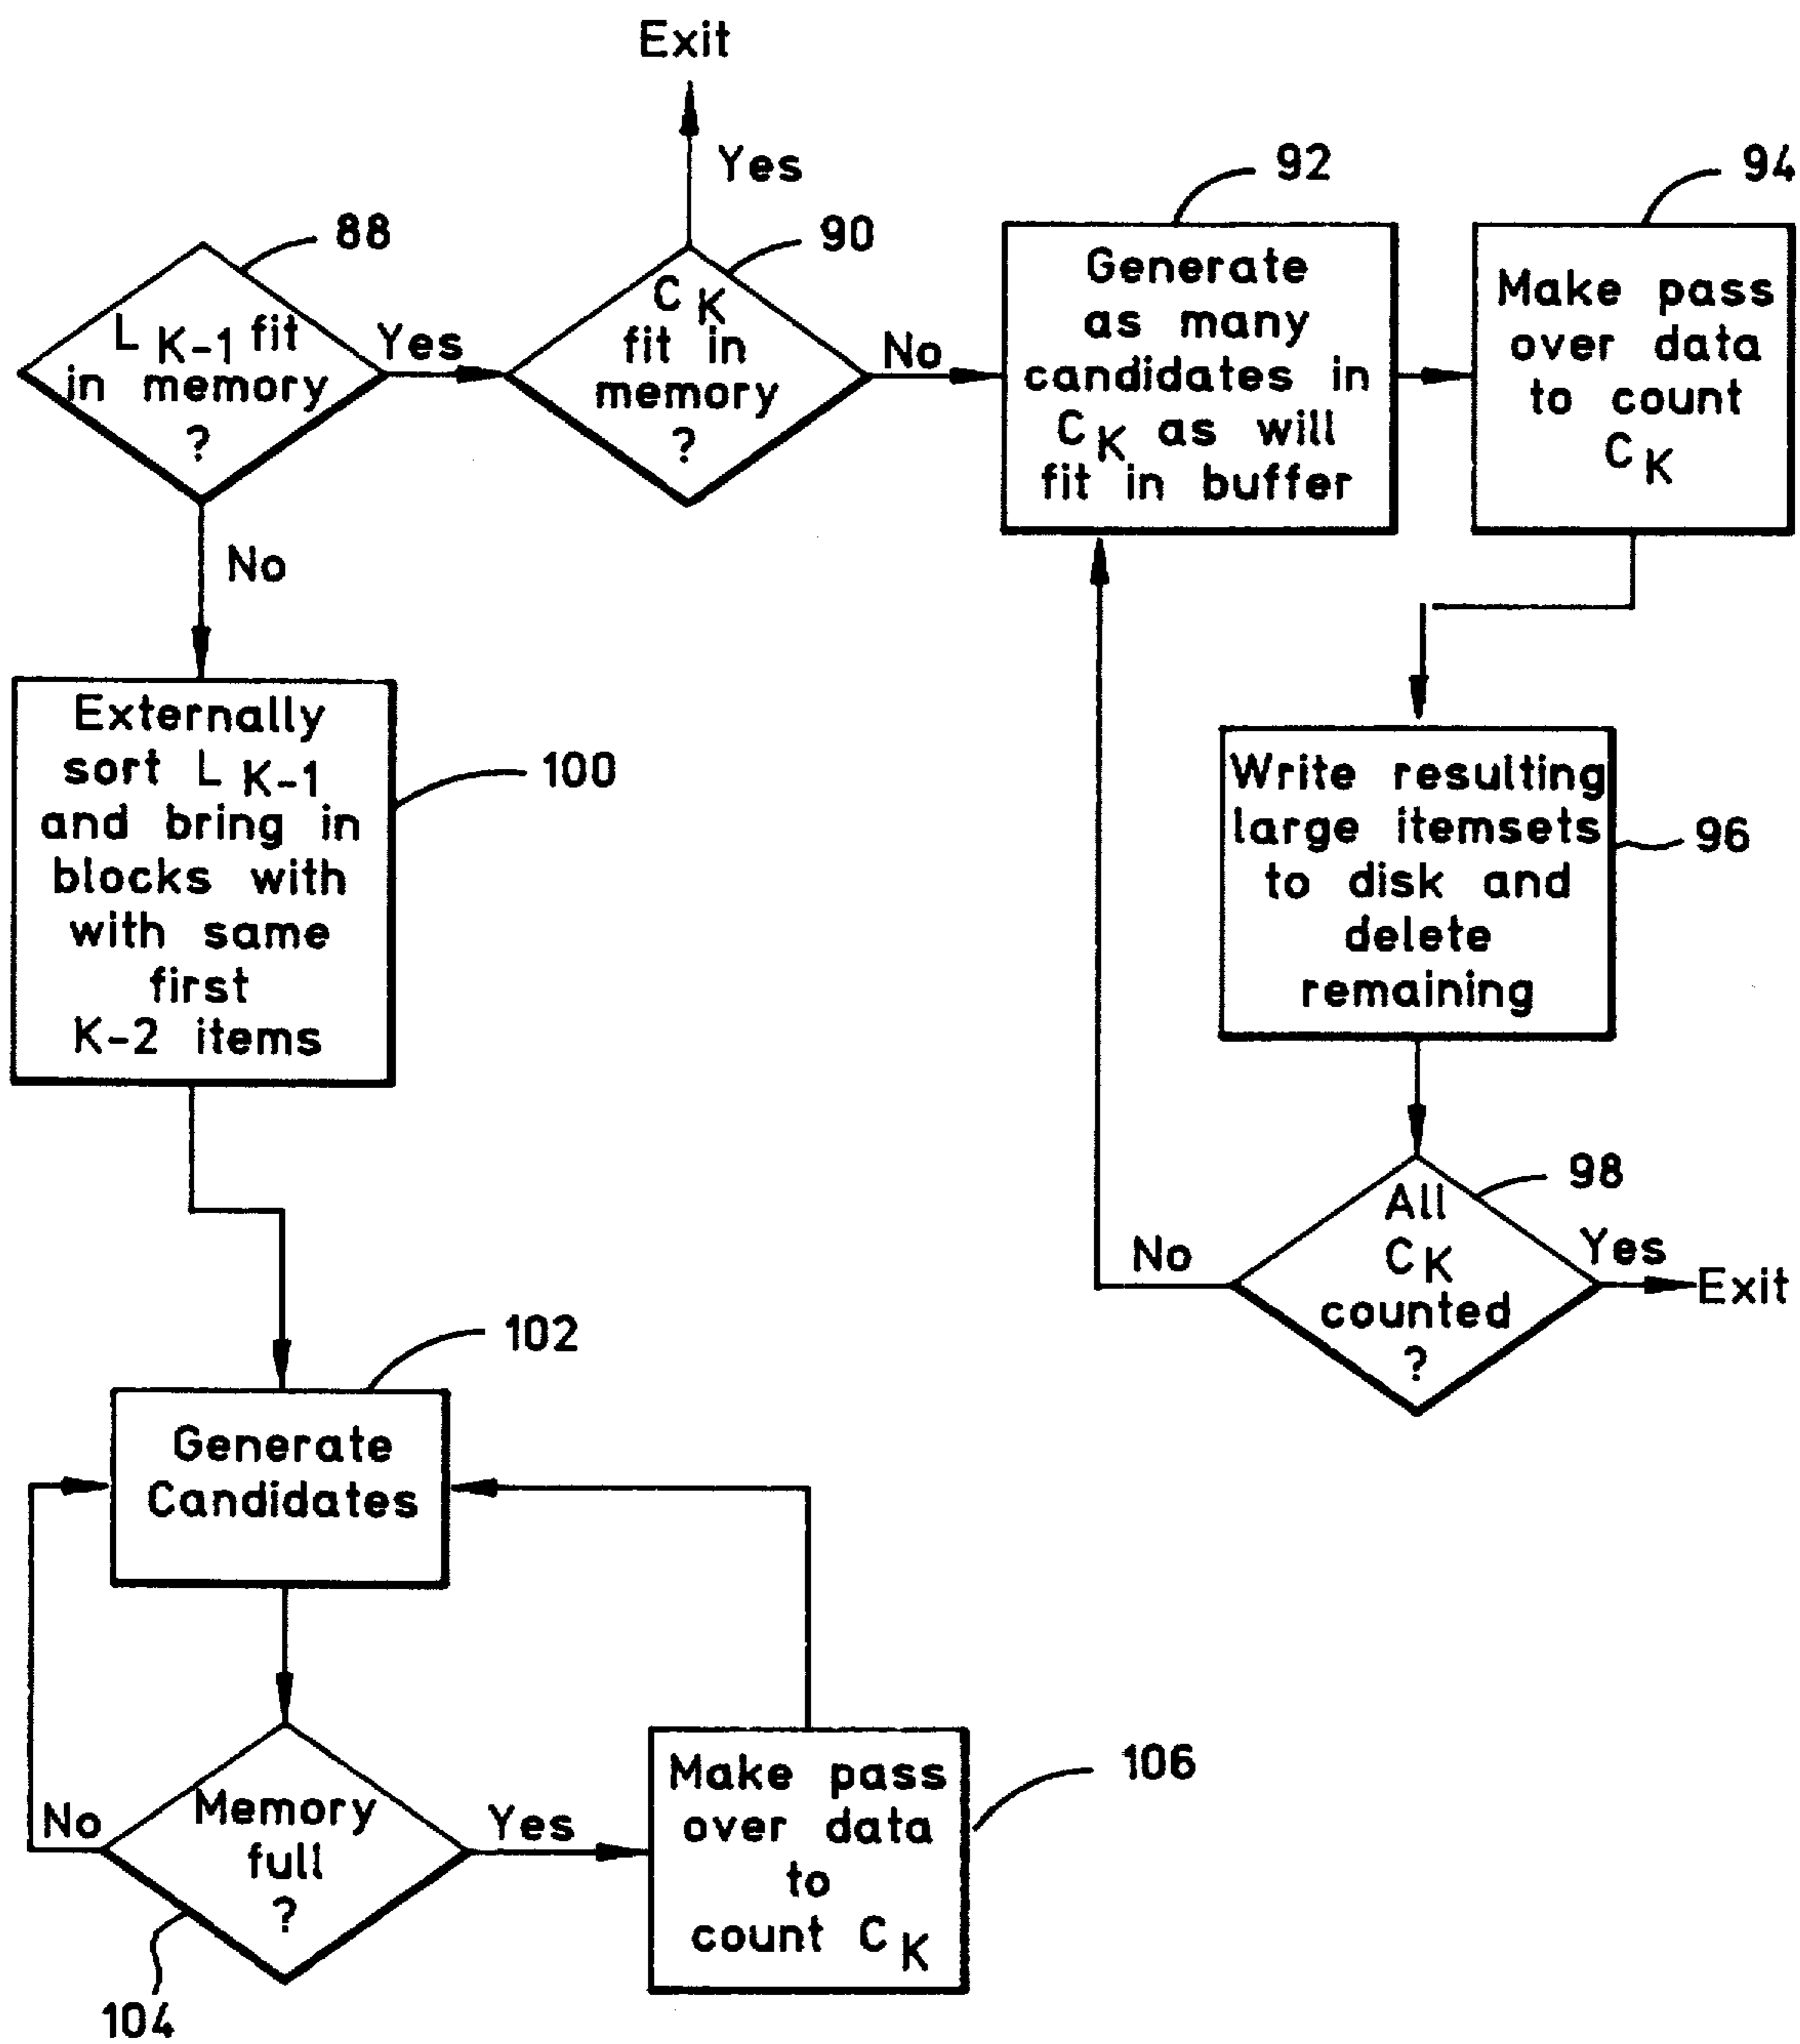 Exit
Yes
88
L K-1 fit
in memory
?
Yes
No
90
C K
fit in
memory
?
No
92
Generate
as many
candidates in
C K as will
fit in buffer
94
Make pass
over data
to count
C K
Write resulting
large itemsets
to disk and
delete
remaining
96
98
All
C K
counted
?
No
Yes
Exit
Externally
sort L K-1
and bring in
blocks with
with same
first
K-2 items
100
102
Generate
Candidates
Memory
full
?
No
Yes
104
Make pass
over data
to
count C K
106